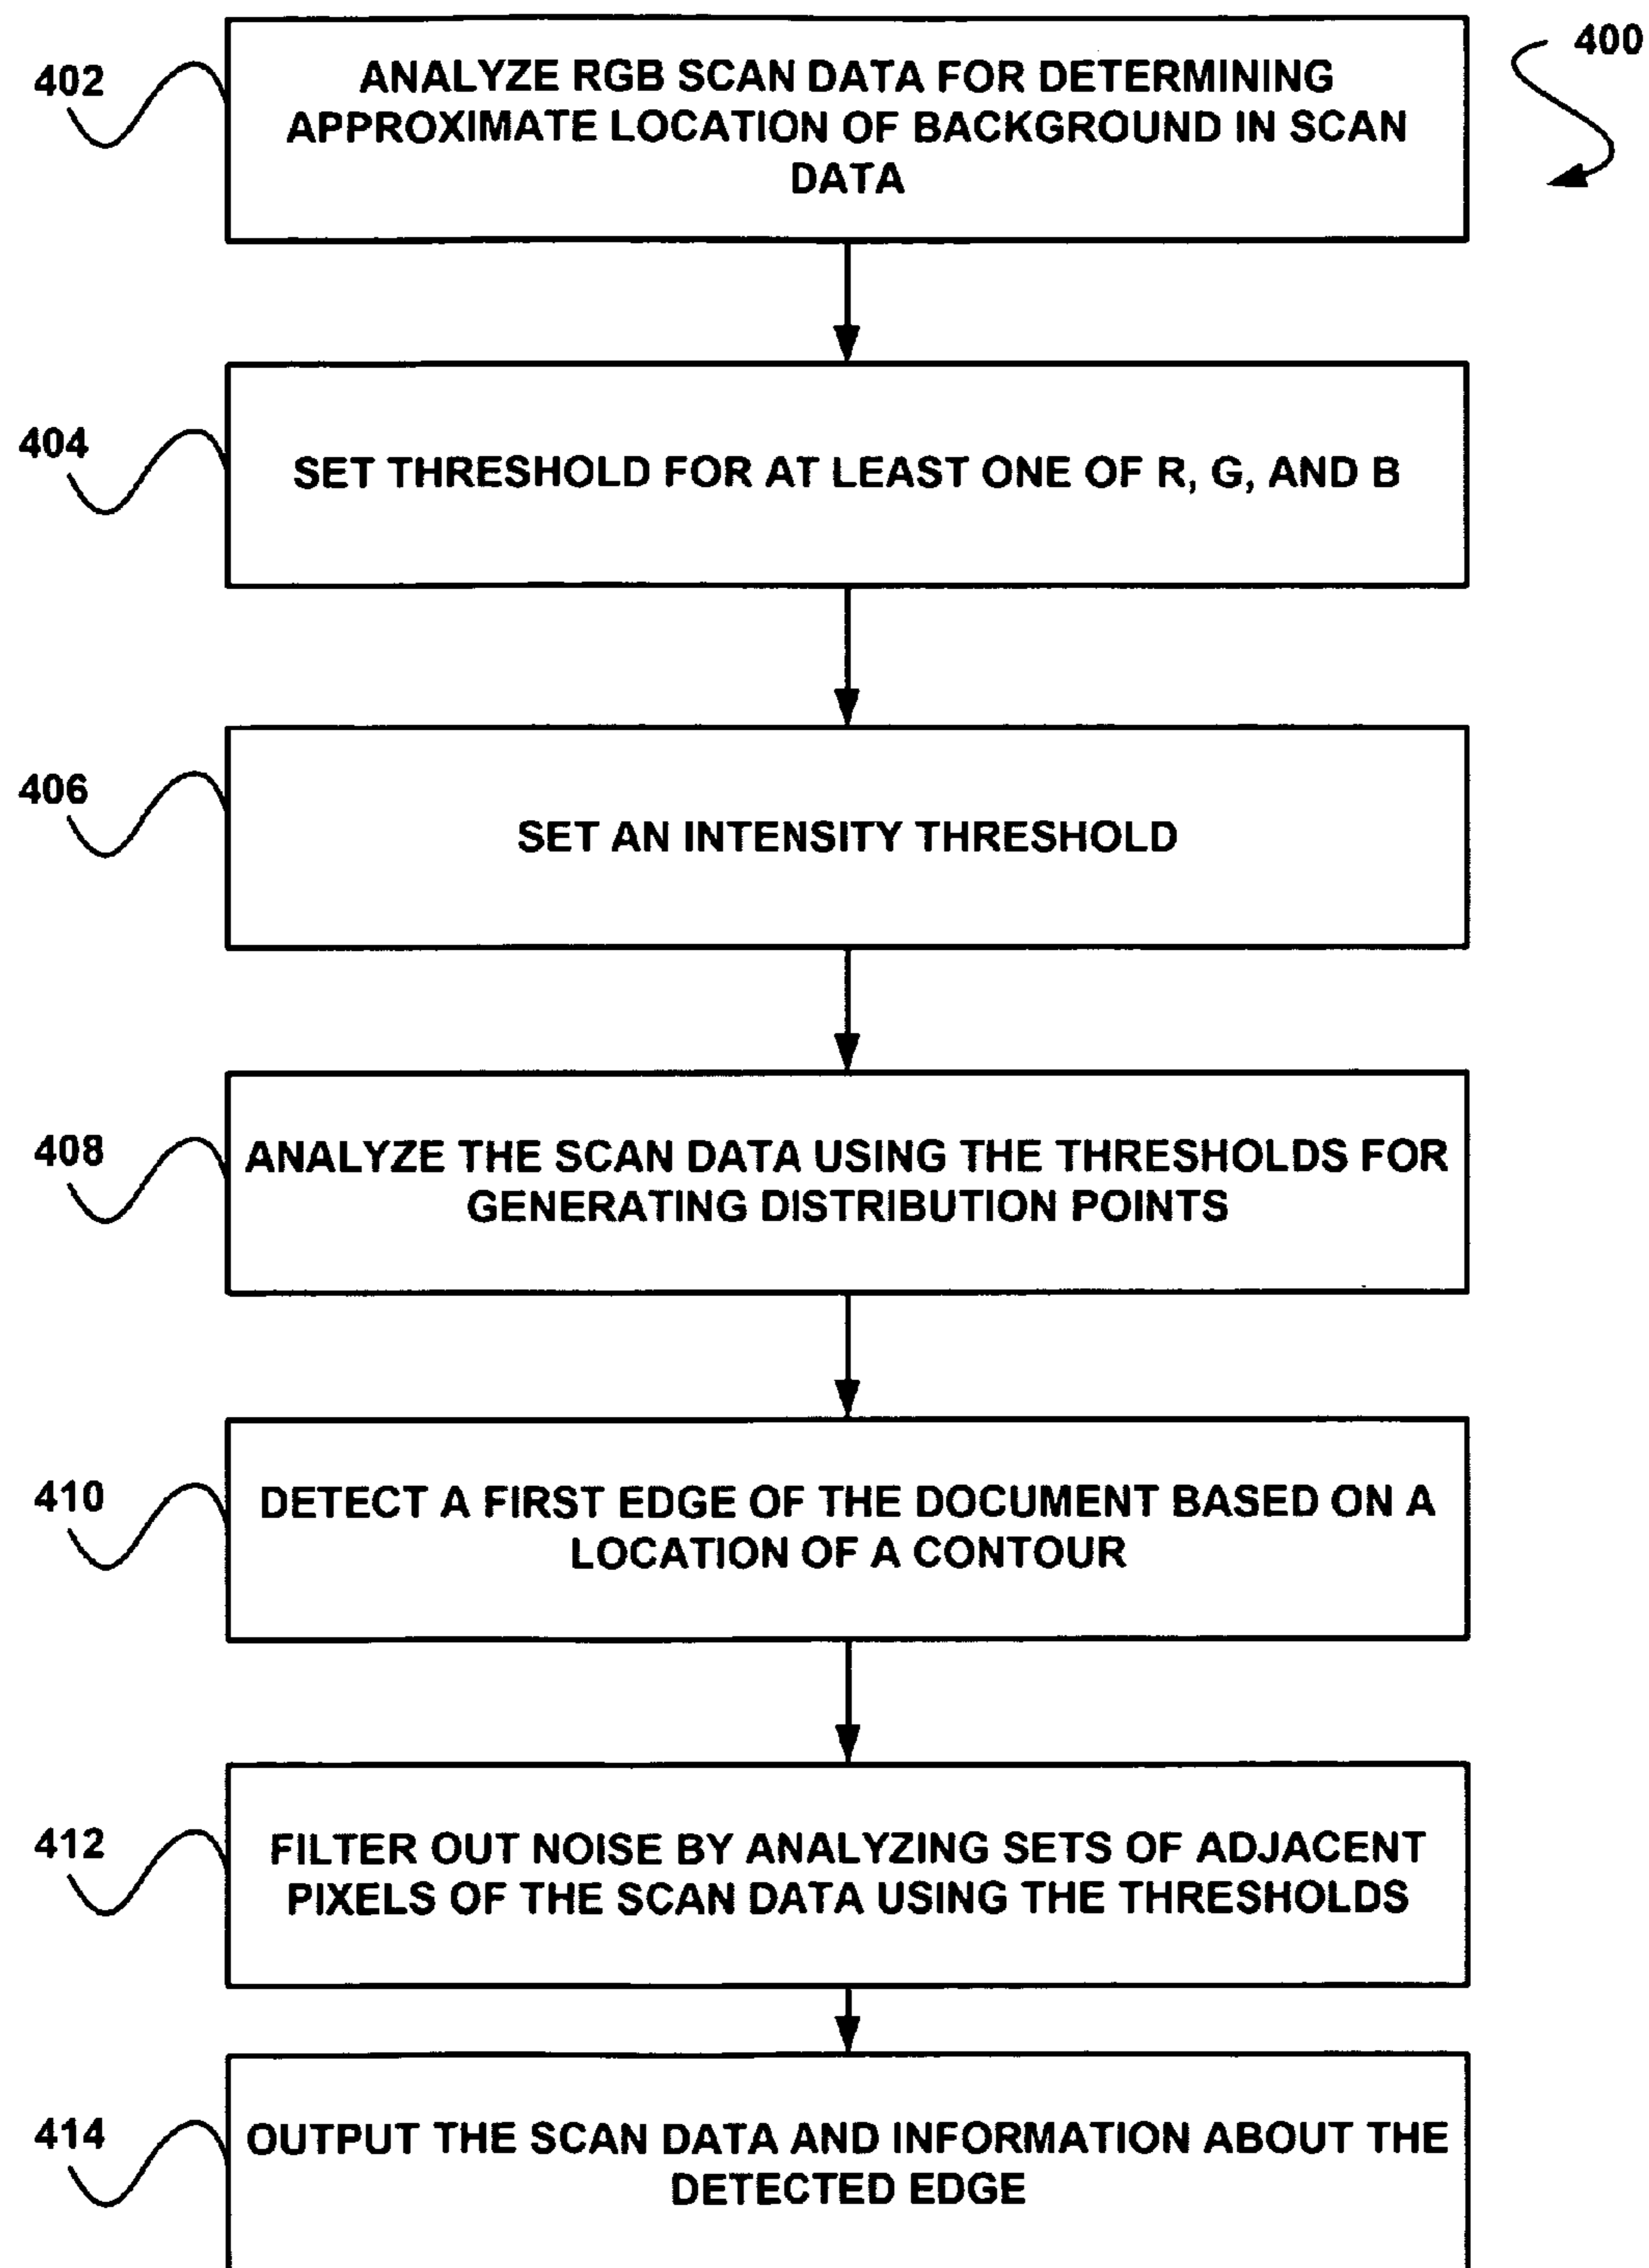 400
402
ANALYZE RGB SCAN DATA FOR DETERMINING
APPROXIMATE LOCATION OF BACKGROUND IN SCAN
DATA
404
SET THRESHOLD FOR AT LEAST ONE OF R, G, AND B
406
SET AN INTENSITY THRESHOLD
408
ANALYZE THE SCAN DATA USING THE THRESHOLDS FOR
GENERATING DISTRIBUTION POINTS
410
DETECT A FIRST EDGE OF THE DOCUMENT BASED ON A
LOCATION OF A CONTOUR
412
FILTER OUT NOISE BY ANALYZING SETS OF ADJACENT
PIXELS OF THE SCAN DATA USING THE THRESHOLDS
414
OUTPUT THE SCAN DATA AND INFORMATION ABOUT THE
DETECTED EDGE